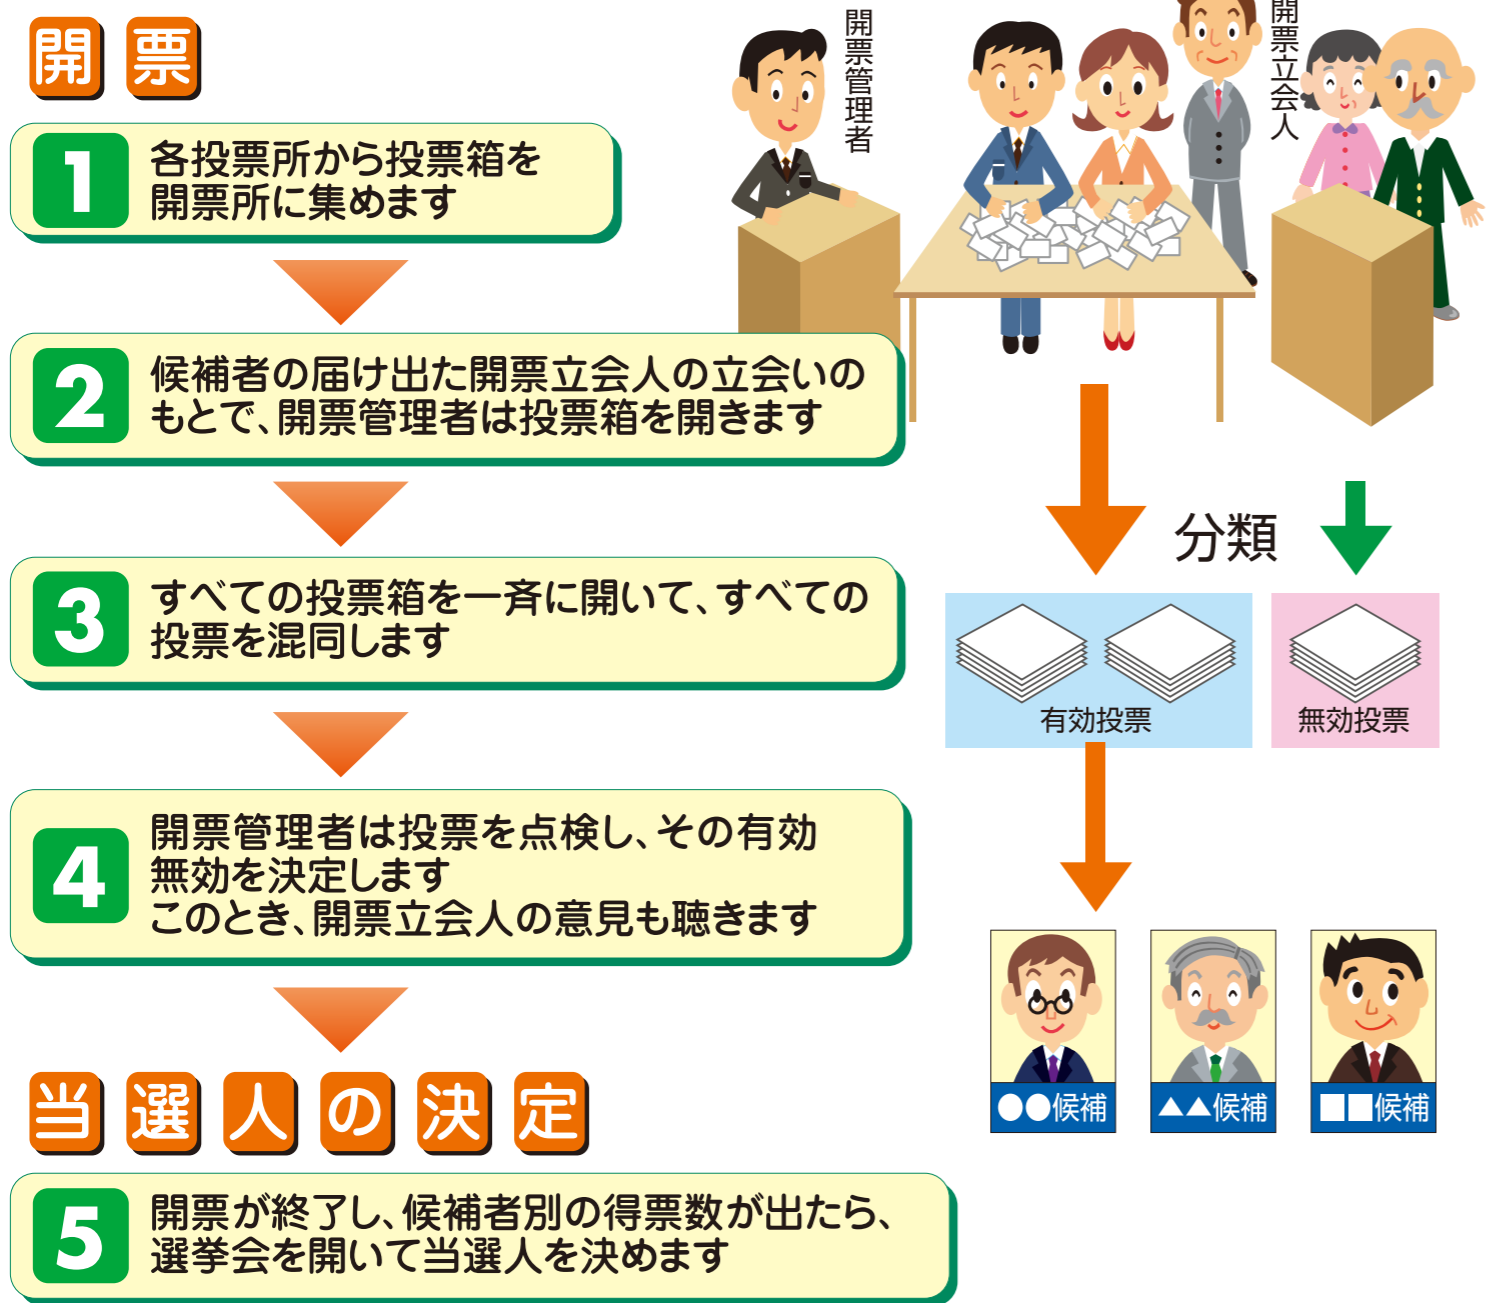 開票
1
各投票所から投票箱を
開票所に集めます
2
候補者の届け出た開票立会人の立会いの
もとで、開票管理者は投票箱を開きます
3
すべての投票箱を一斉に開いて、すべての
投票を混同します
4
開票管理者は投票を点検し、その有効
無効を決定します
このとき、開票立会人の意見も聴きます
当選人の決定
5
開票が終了し、候補者別の得票数が出たら、
選挙会を開いて当選人を決めます
開票管理者
開票立会人
分類
有効投票
無効投票
●●候補
▲▲候補
■■候補